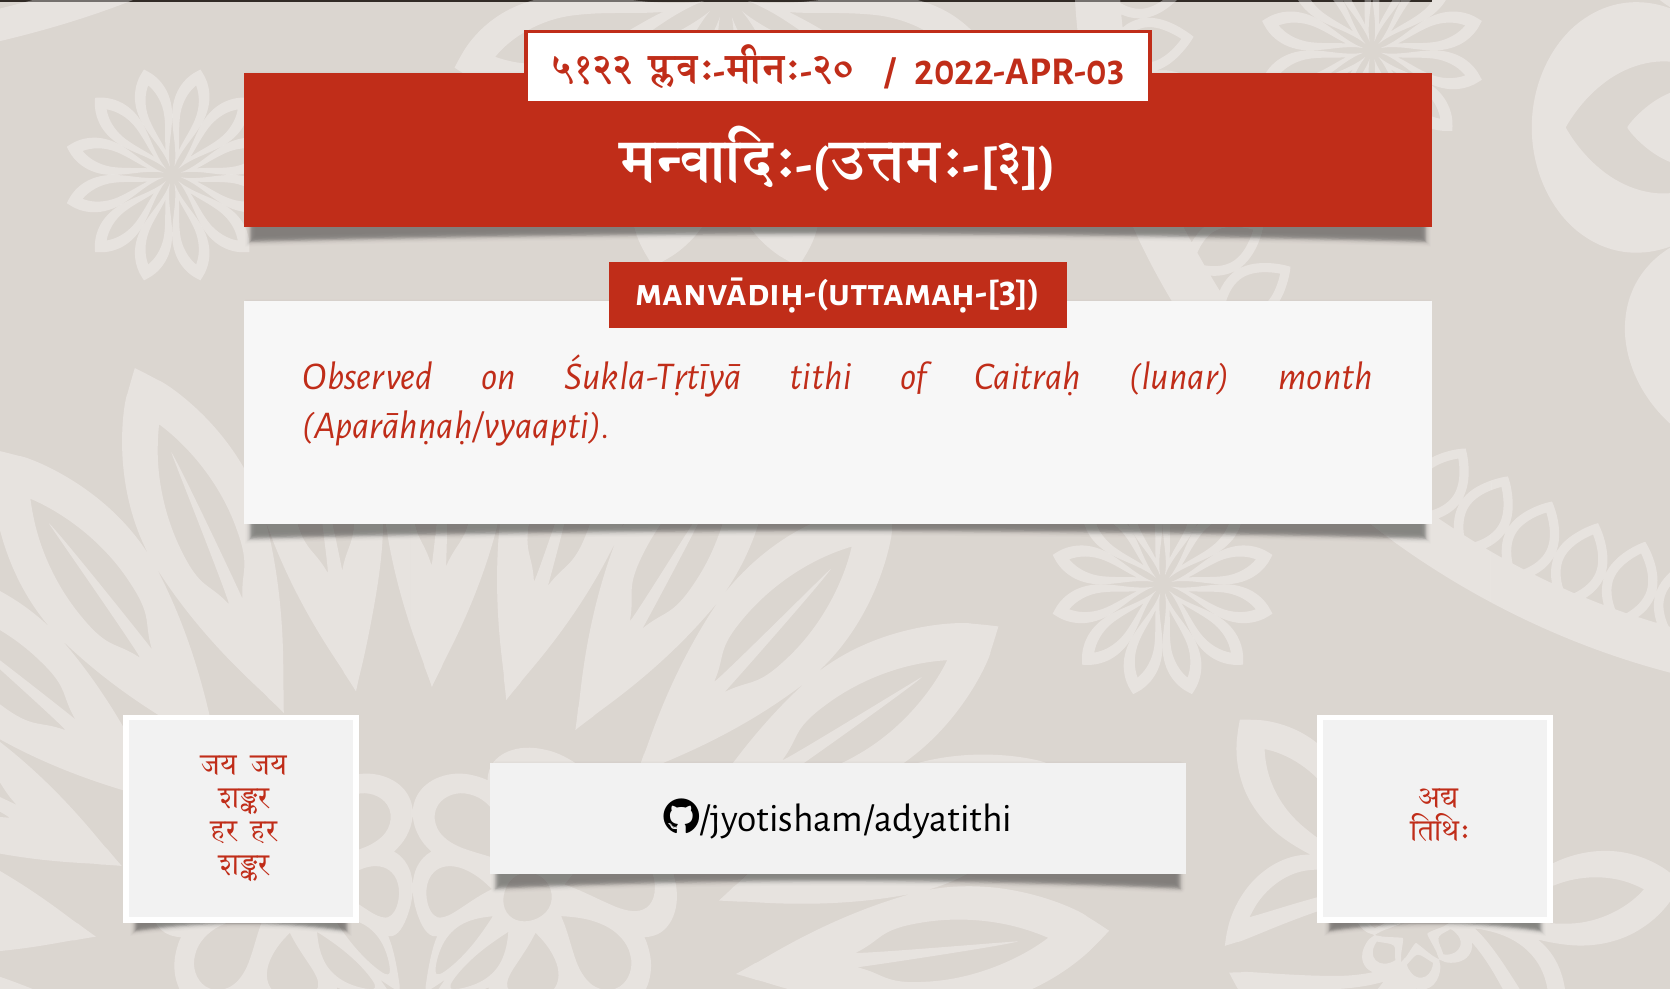 ५१२२ प्लवः-मीनः-२० / 2022-APR-03
मन्वादिः-(उत्तमः-[३])
MANVĀDIḤ-(UTTAMAḤ-[3])
Observed on Śukla-Tṛtīyā tithi of Caitraḥ (lunar) month
(Aparāhṇaḥ/vyaapti).
जय जय
शङ्कर
हर हर
शङ्कर
/jyotisham/adyatithi
अद्य
तिथिः